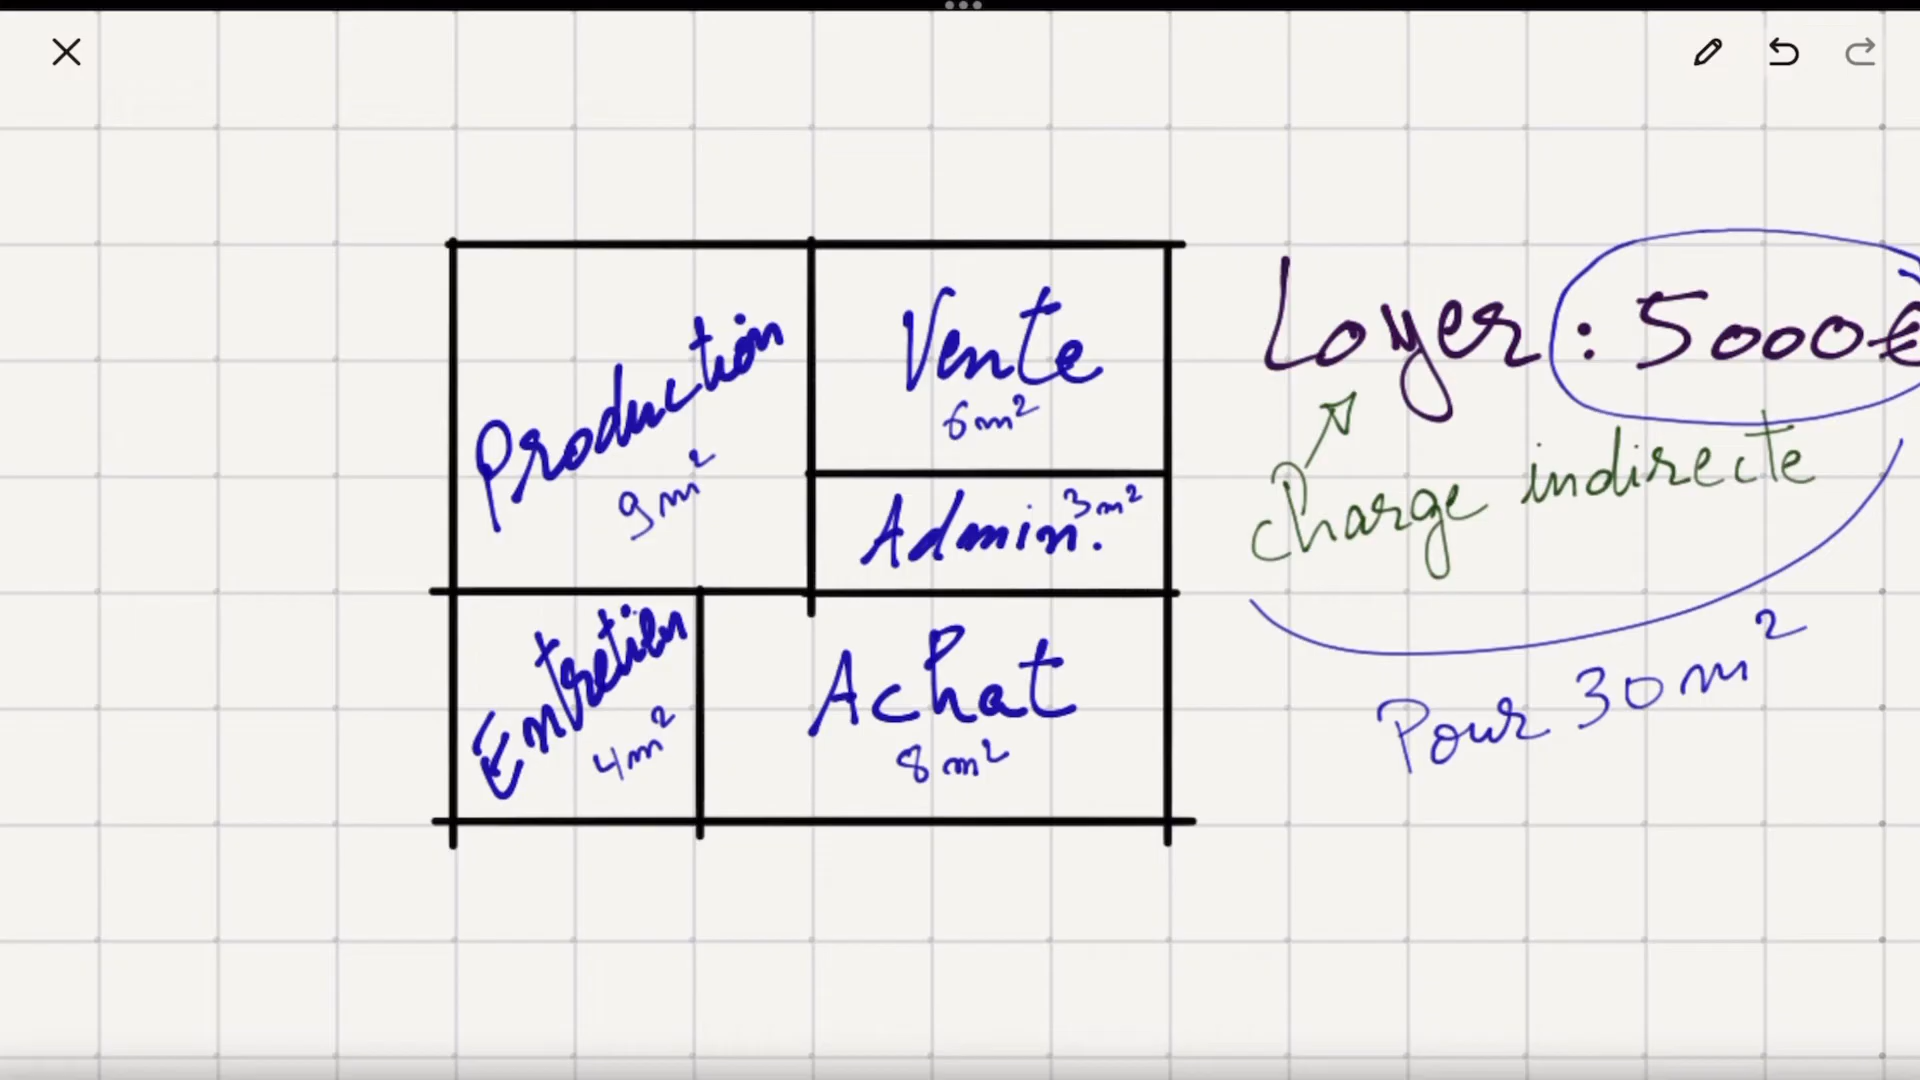 Production
9m²
Vente
6m²
Admin. 3m²
Entretien
4m²
Achat
8m²
Loyer : 5000€
charge indirecte
Pour 30m²